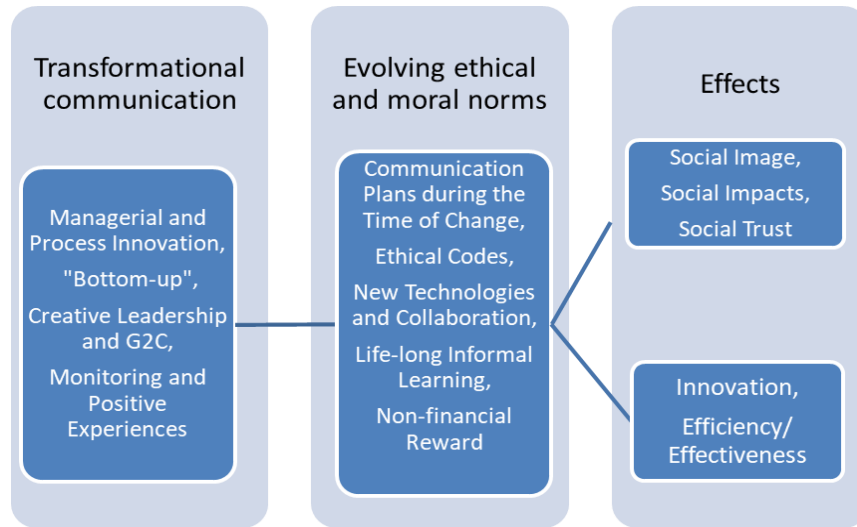 Transformational
communication
Managerial and
Process Innovation,
"Bottom-up",
Creative Leadership
and G2C,
Monitoring and
Positive
Experiences
Evolving ethical
and moral norms
Communication
Plans during the
Time of Change,
Ethical Codes,
New Technologies
and Collaboration,
Life-long Informal
Learning,
Non-financial
Reward
Effects
Social Image,
Social Impacts,
Social Trust
Innovation,
Efficiency/
Effectiveness